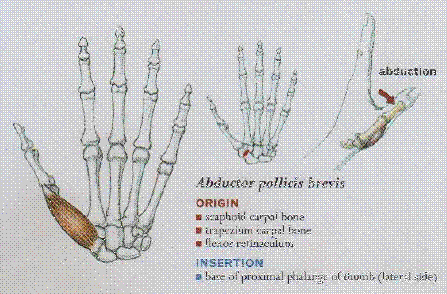 abduction
Abductor pollicis brevis
ORIGIN
scaphoid carpal bone
trapezium carpal bone
flexor retinaculum
INSERTION
base of proximal phalange of thumb (lateral side)